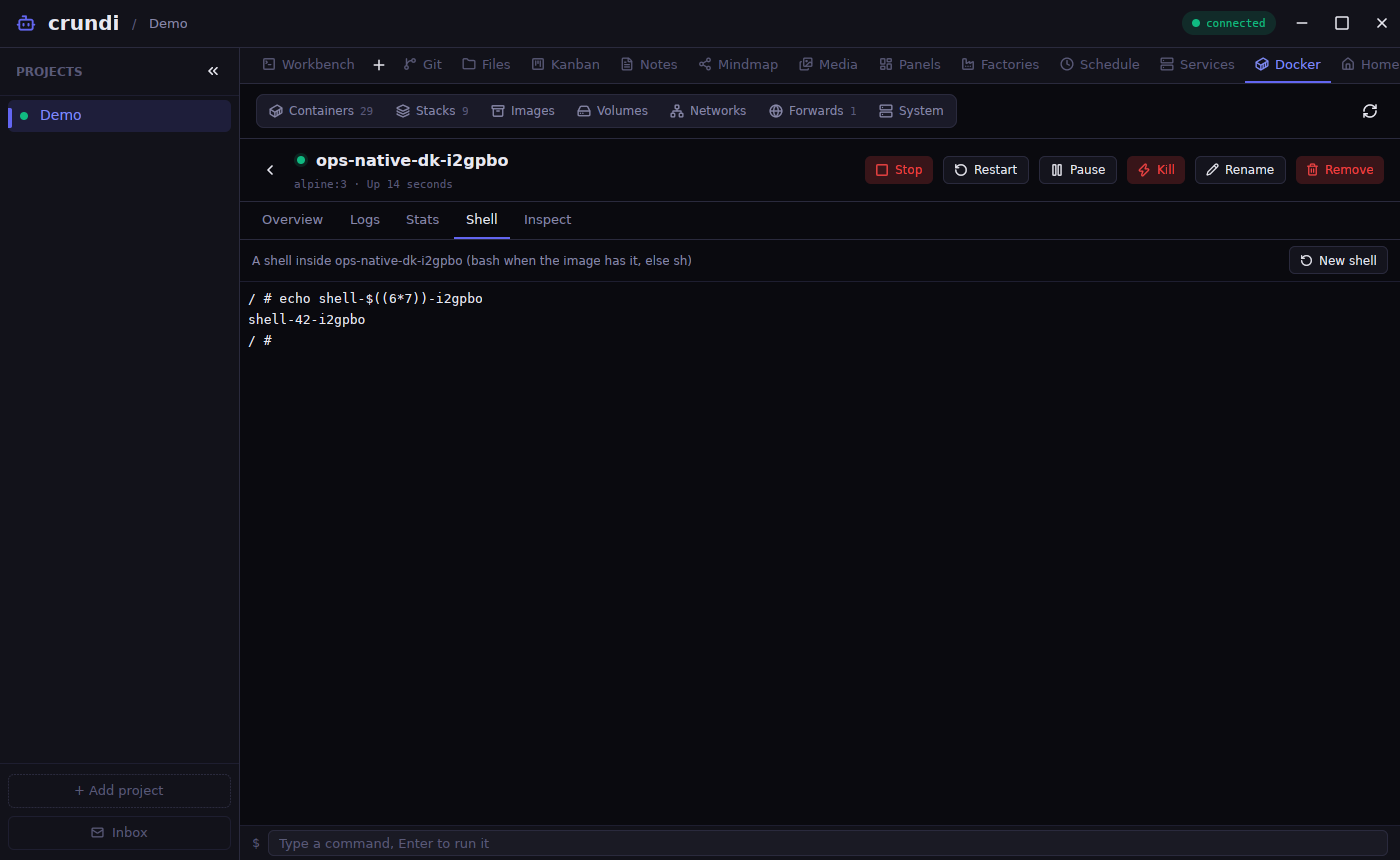 crundi / Demo
connected
PROJECTS
Workbench + Git Files Kanban Notes Mindmap Media Panels Factories Schedule Services Docker Home
Demo
Containers 29 Stacks 9 Images Volumes Networks Forwards 1 System
ops-native-dk-i2gpbo
alpine:3 · Up 14 seconds
Stop Restart Pause Kill Rename Remove
Overview Logs Stats Shell Inspect
A shell inside ops-native-dk-i2gpbo (bash when the image has it, else sh)
New shell
/ # echo shell-$((6*7))-i2gpbo
shell-42-i2gpbo
/ #
+ Add project
Inbox
$ Type a command, Enter to run it